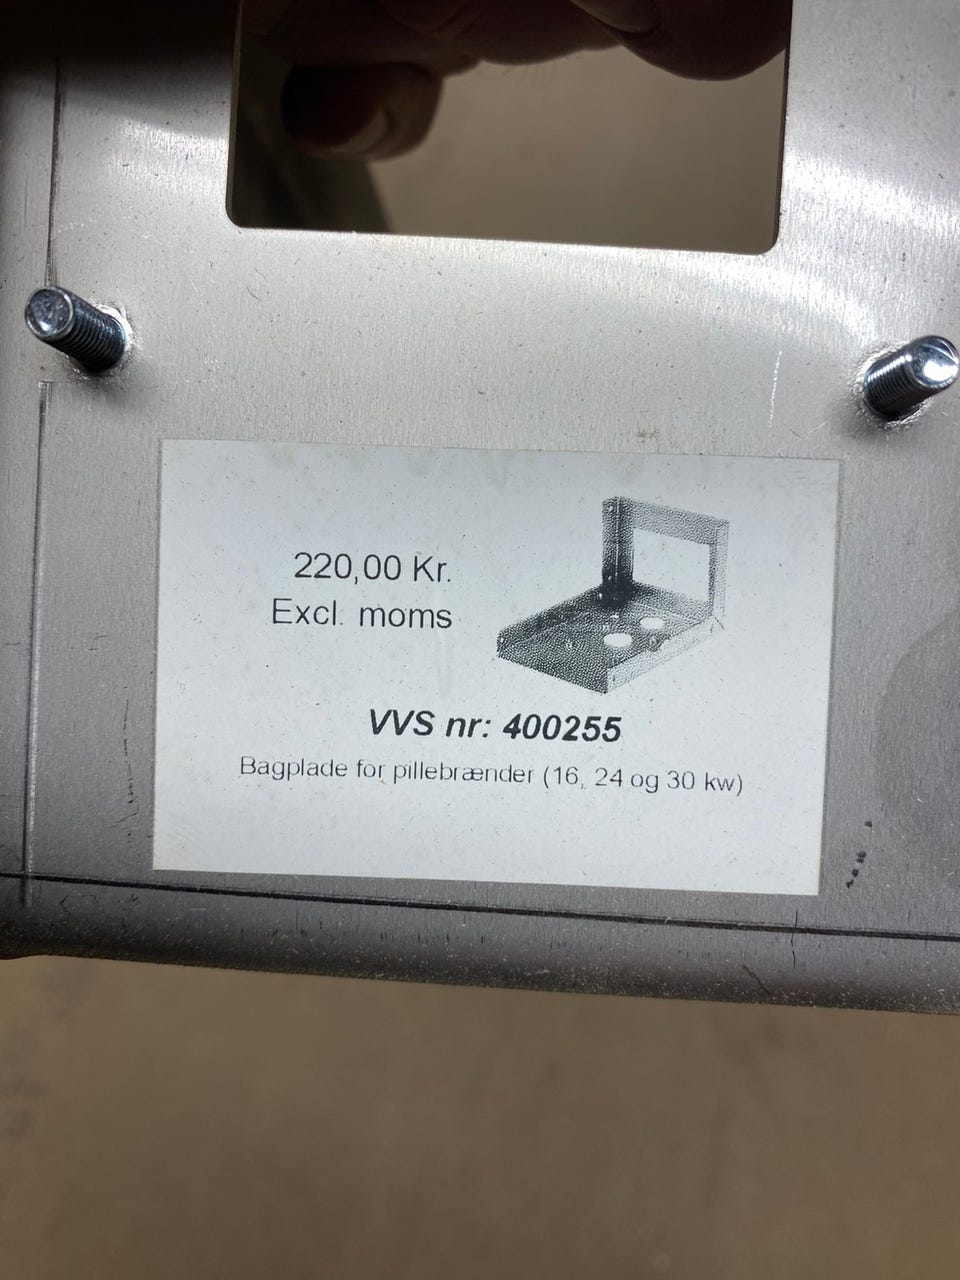 220,00 Kr.
Excl. moms
VVS nr: 400255
Bagplade for pillebrænder (16, 24 og 30 kw)